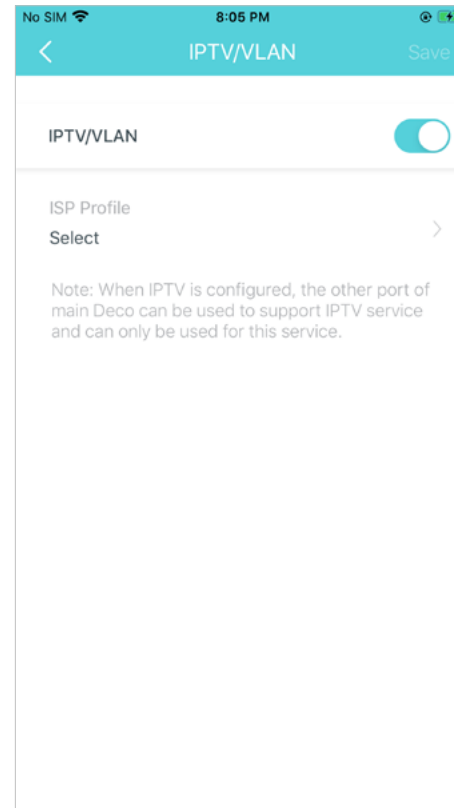 No SIM 8:05 PM
IPTV/VLAN Save
IPTV/VLAN
ISP Profile
Select
Note: When IPTV is configured, the other port of
main Deco can be used to support IPTV service
and can only be used for this service.